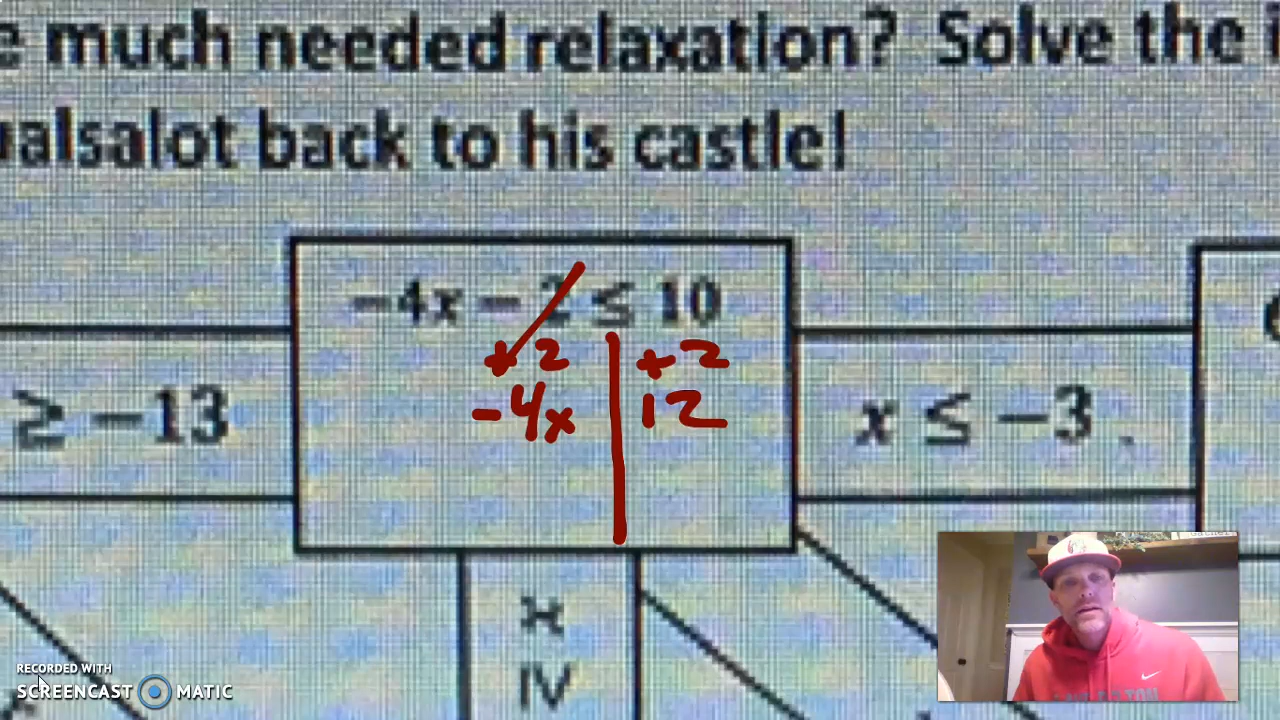 much needed relaxation? Solve the
back to his castle!
-4x - 2 ≤ 10
+2 +2
-4x 12
≥ -13
x ≤ -3
RECORDED WITH
SCREENCAST MATIC